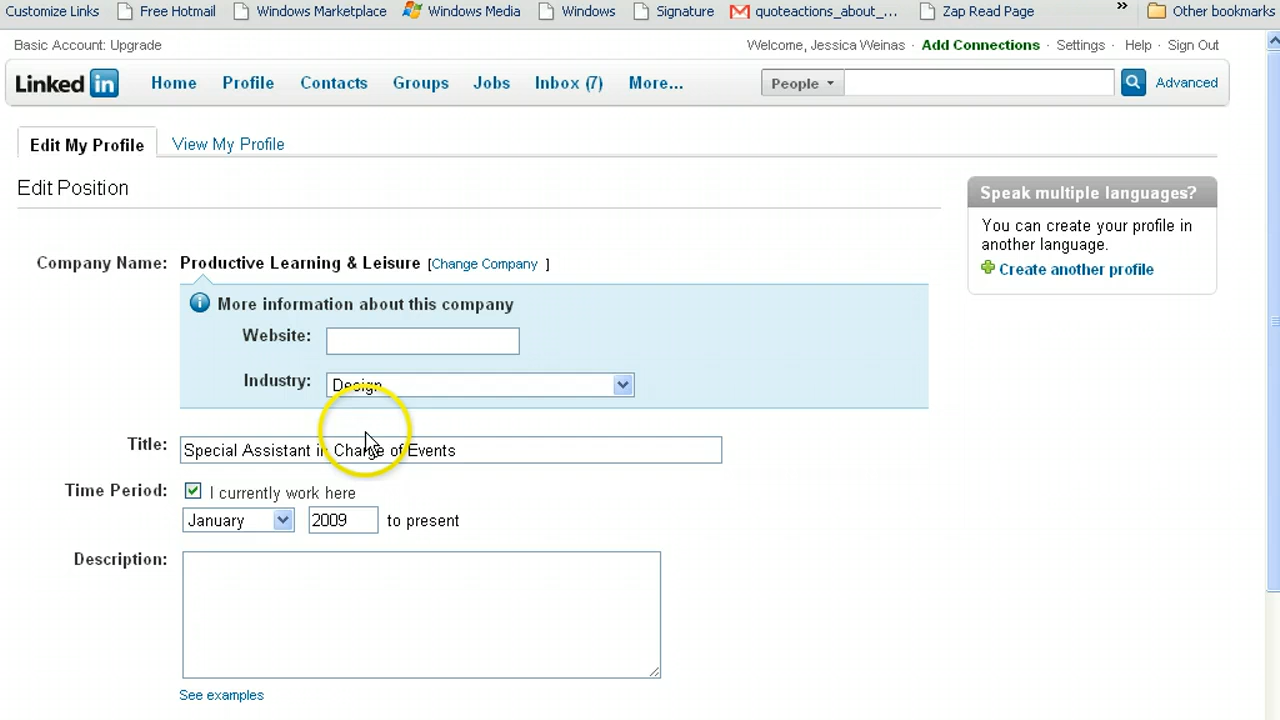 Customize Links Free Hotmail Windows Marketplace Windows Media Windows Signature quoteactions_about_... Zap Read Page » Other bookmarks
Basic Account: Upgrade Welcome, Jessica Weinas · Add Connections · Settings · Help · Sign Out
Linked in Home Profile Contacts Groups Jobs Inbox (7) More... People Advanced
Edit My Profile View My Profile
Edit Position
Speak multiple languages?
You can create your profile in
another language.
Create another profile
Company Name: Productive Learning & Leisure [Change Company ]
More information about this company
Website:
Industry: Design
Title: Special Assistant in Charge of Events
Time Period: I currently work here
January 2009 to present
Description:
See examples